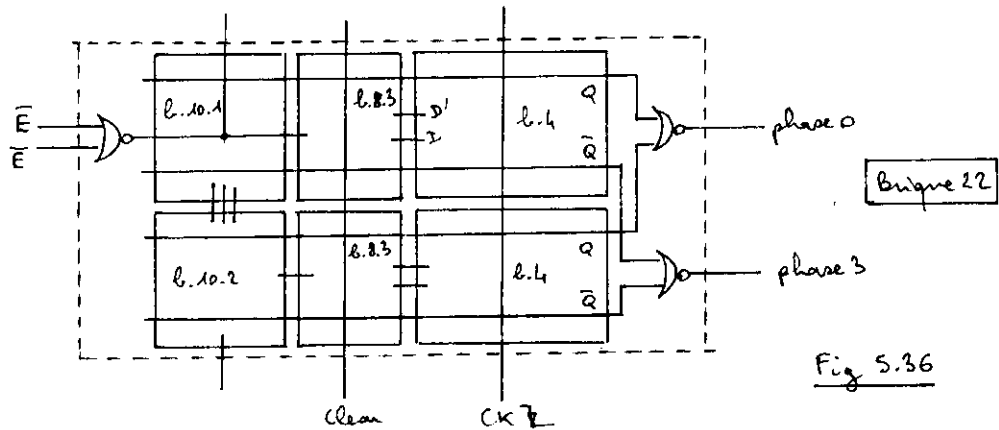 b.10.1
b.8.3
D'
I
b.4
Q
Q̅
E̅
E̅
phase 0
Brique 22
b.10.2
b.8.3
b.4
Q
Q̅
phase 3
Fig 5.36
Clear
CK